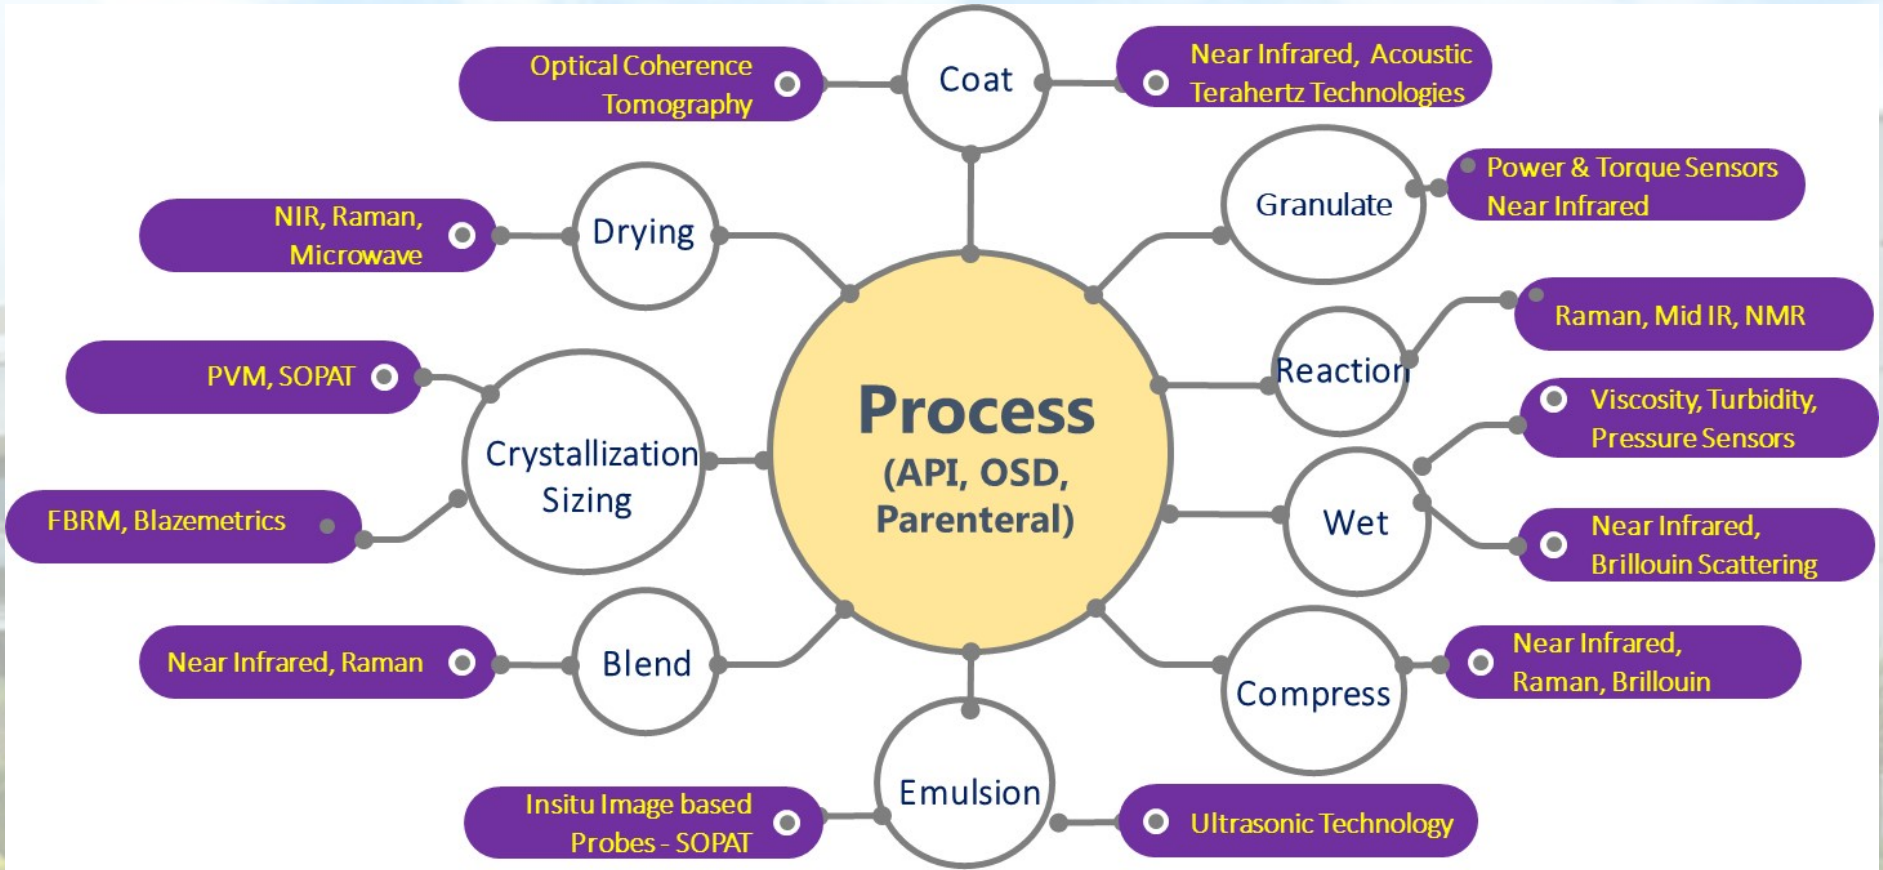 Optical Coherence
Tomography
Coat
Near Infrared, Acoustic
Terahertz Technologies
NIR, Raman,
Microwave
Drying
Granulate
Power & Torque Sensors
Near Infrared
PVM, SOPAT
Crystallization
Sizing
FBRM, Blazemetrics
Process
(API, OSD,
Parenteral)
Reaction
Raman, Mid IR, NMR
Wet
Viscosity, Turbidity,
Pressure Sensors
Near Infrared,
Brillouin Scattering
Near Infrared, Raman
Blend
Compress
Near Infrared,
Raman, Brillouin
Insitu Image based
Probes - SOPAT
Emulsion
Ultrasonic Technology